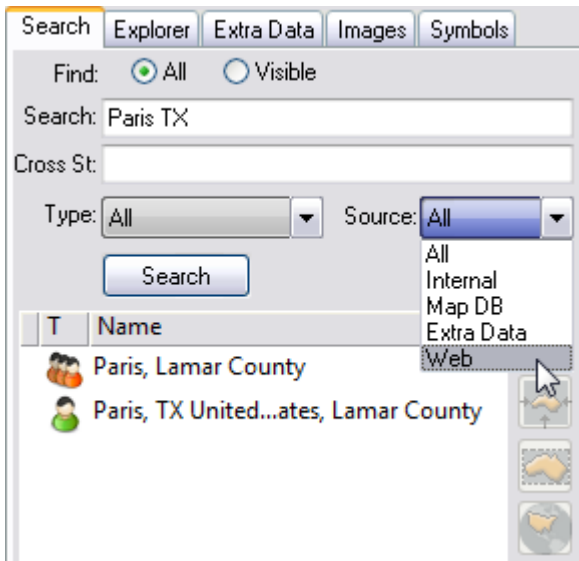 Search Explorer Extra Data Images Symbols
Find: All Visible
Search: Paris TX
Cross St:
Type: All Source: All
All
Internal
Map DB
Extra Data
Web
Search
T Name
Paris, Lamar County
Paris, TX United...ates, Lamar County